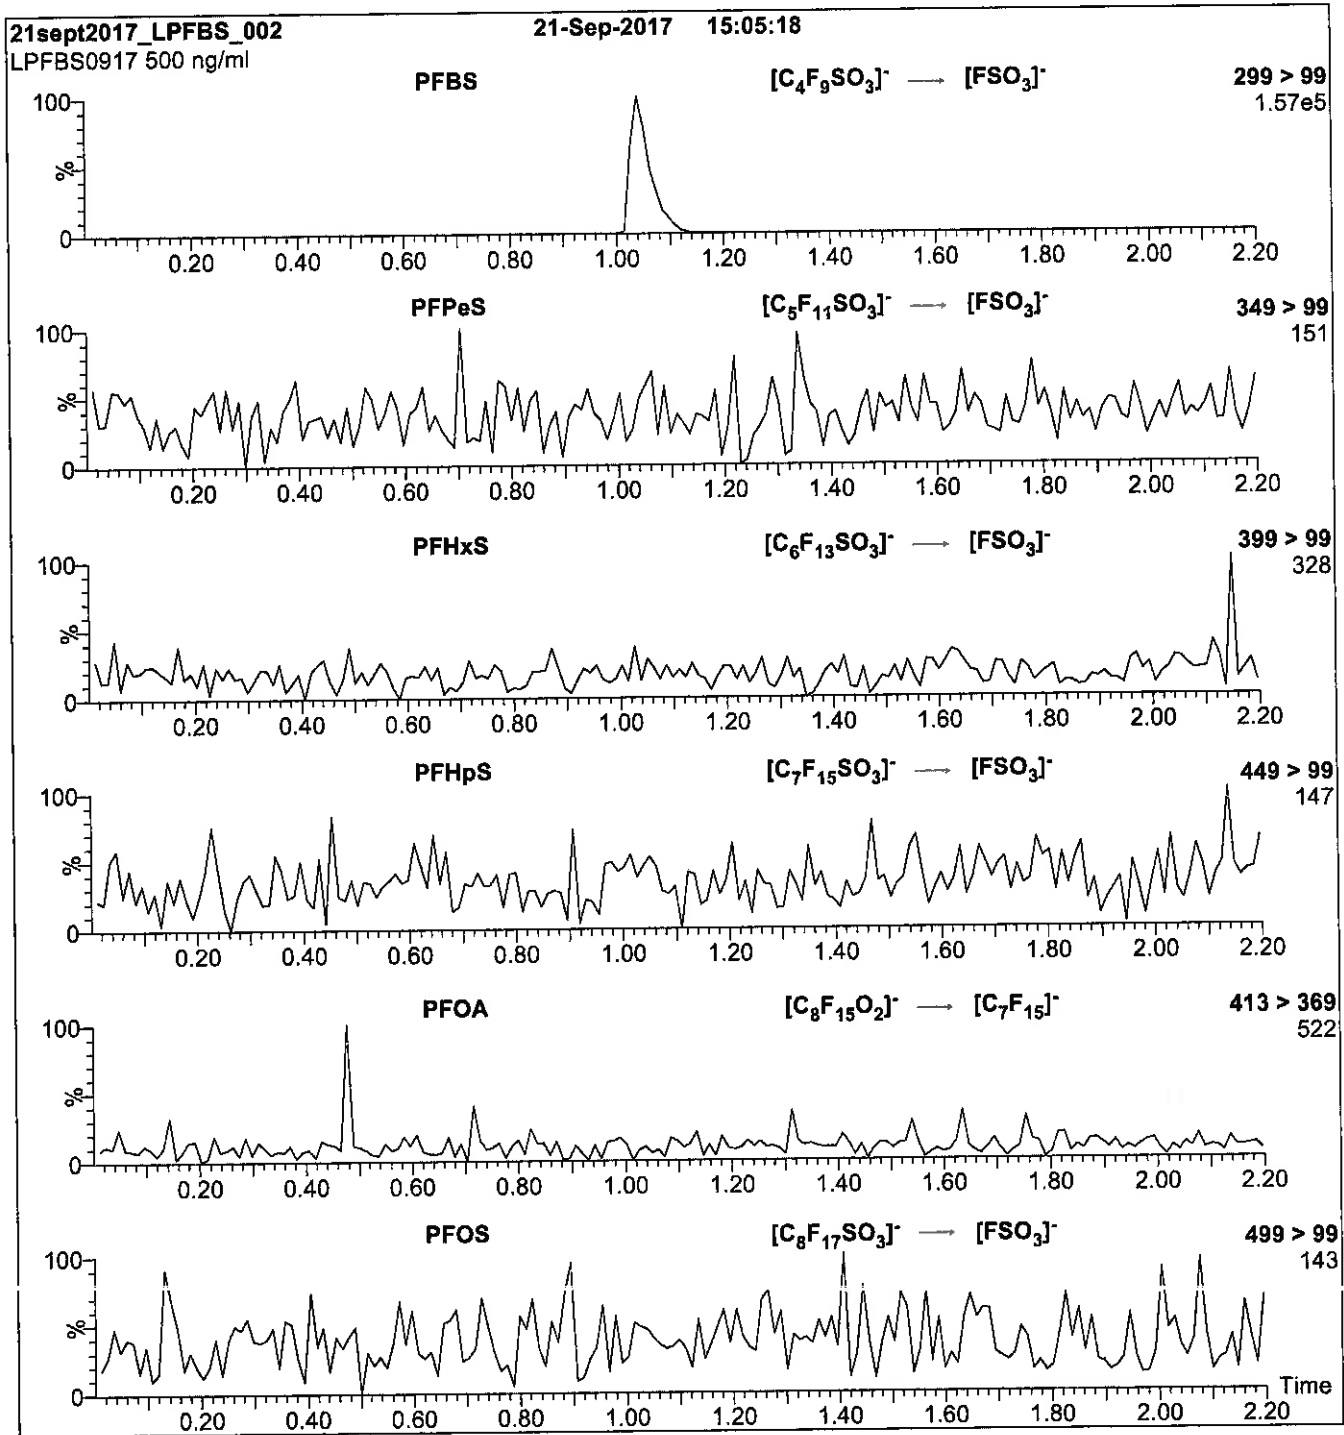 21sept2017_LPFBS_002 21-Sep-2017 15:05:18
LPFBS0917 500 ng/ml
PFBS [C₄F₉SO₃]⁻ → [FSO₃]⁻ 299 > 99
1.57e5
100
%
0
0.20 0.40 0.60 0.80 1.00 1.20 1.40 1.60 1.80 2.00 2.20
PFPeS [C₅F₁₁SO₃]⁻ → [FSO₃]⁻ 349 > 99
151
100
%
0
0.20 0.40 0.60 0.80 1.00 1.20 1.40 1.60 1.80 2.00 2.20
PFHxS [C₆F₁₃SO₃]⁻ → [FSO₃]⁻ 399 > 99
328
100
%
0
0.20 0.40 0.60 0.80 1.00 1.20 1.40 1.60 1.80 2.00 2.20
PFHpS [C₇F₁₅SO₃]⁻ → [FSO₃]⁻ 449 > 99
147
100
%
0
0.20 0.40 0.60 0.80 1.00 1.20 1.40 1.60 1.80 2.00 2.20
PFOA [C₈F₁₅O₂]⁻ → [C₇F₁₅]⁻ 413 > 369
522
100
%
0
0.20 0.40 0.60 0.80 1.00 1.20 1.40 1.60 1.80 2.00 2.20
PFOS [C₈F₁₇SO₃]⁻ → [FSO₃]⁻ 499 > 99
143
100
%
0
Time
0.20 0.40 0.60 0.80 1.00 1.20 1.40 1.60 1.80 2.00 2.20